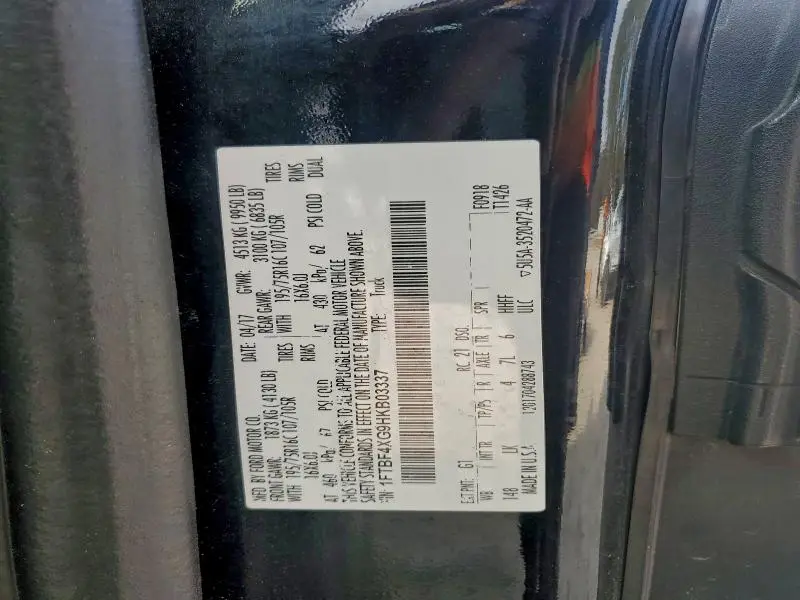 MFD. BY FORD MOTOR CO.
DATE: 04/17 GVWR: 4513 KG ( 9950 LB)
FRONT GAWR: 1873 KG ( 4130 LB) REAR GAWR: 3100 KG ( 6835 LB)
WITH 195/75R16C 107/105R TIRES WITH 195/75R16C 107/105R TIRES
16X6.0J RIMS 16X6.0J RIMS
AT 460 kPa/ 67 PSI COLD AT 430 kPa/ 62 PSI COLD DUAL
THIS VEHICLE CONFORMS TO ALL APPLICABLE FEDERAL MOTOR VEHICLE
SAFETY STANDARDS IN EFFECT ON THE DATE OF MANUFACTURE SHOWN ABOVE.
VIN: 1FTBF4XG9HKB03337 TYPE: Truck
F0918
T1426
EXT PNT: G1 RC: 21 DSO:
WB INT TR TP/PS R AXLE TR SPR
148 LK 4 7L 6 HHFF
ULC
MADE IN U.S.A. 1301704288743
▽5U5A-3520472-AA